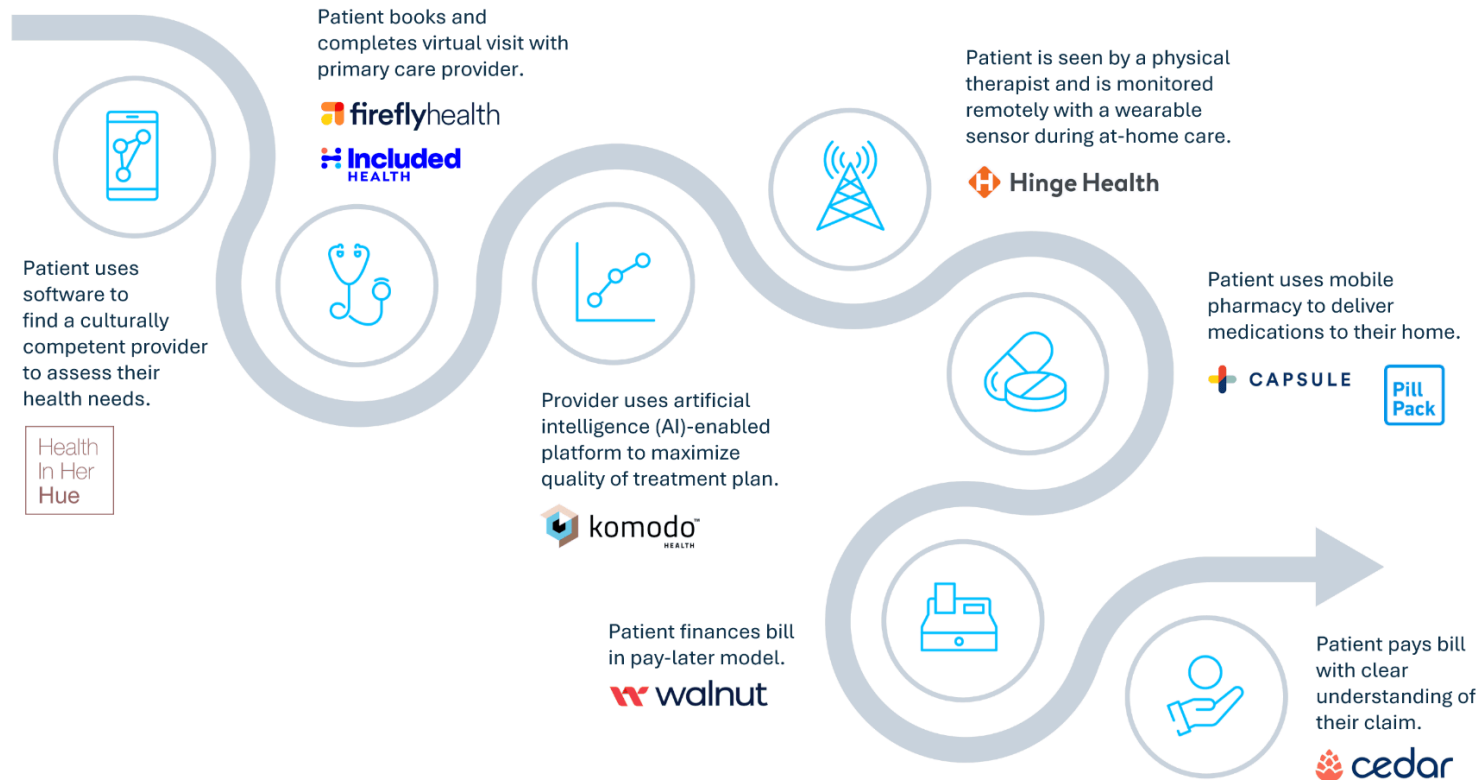 Patient uses
software to
find a culturally
competent provider
to assess their
health needs.
Health
In Her
Hue
Patient books and
completes virtual visit with
primary care provider.
fireflyhealth
Included
HEALTH
Provider uses artificial
intelligence (AI)-enabled
platform to maximize
quality of treatment plan.
komodo™
HEALTH
Patient is seen by a physical
therapist and is monitored
remotely with a wearable
sensor during at-home care.
H Hinge Health
Patient uses mobile
pharmacy to deliver
medications to their home.
CAPSULE
Pill
Pack
Patient finances bill
in pay-later model.
walnut
Patient pays bill
with clear
understanding of
their claim.
cedar